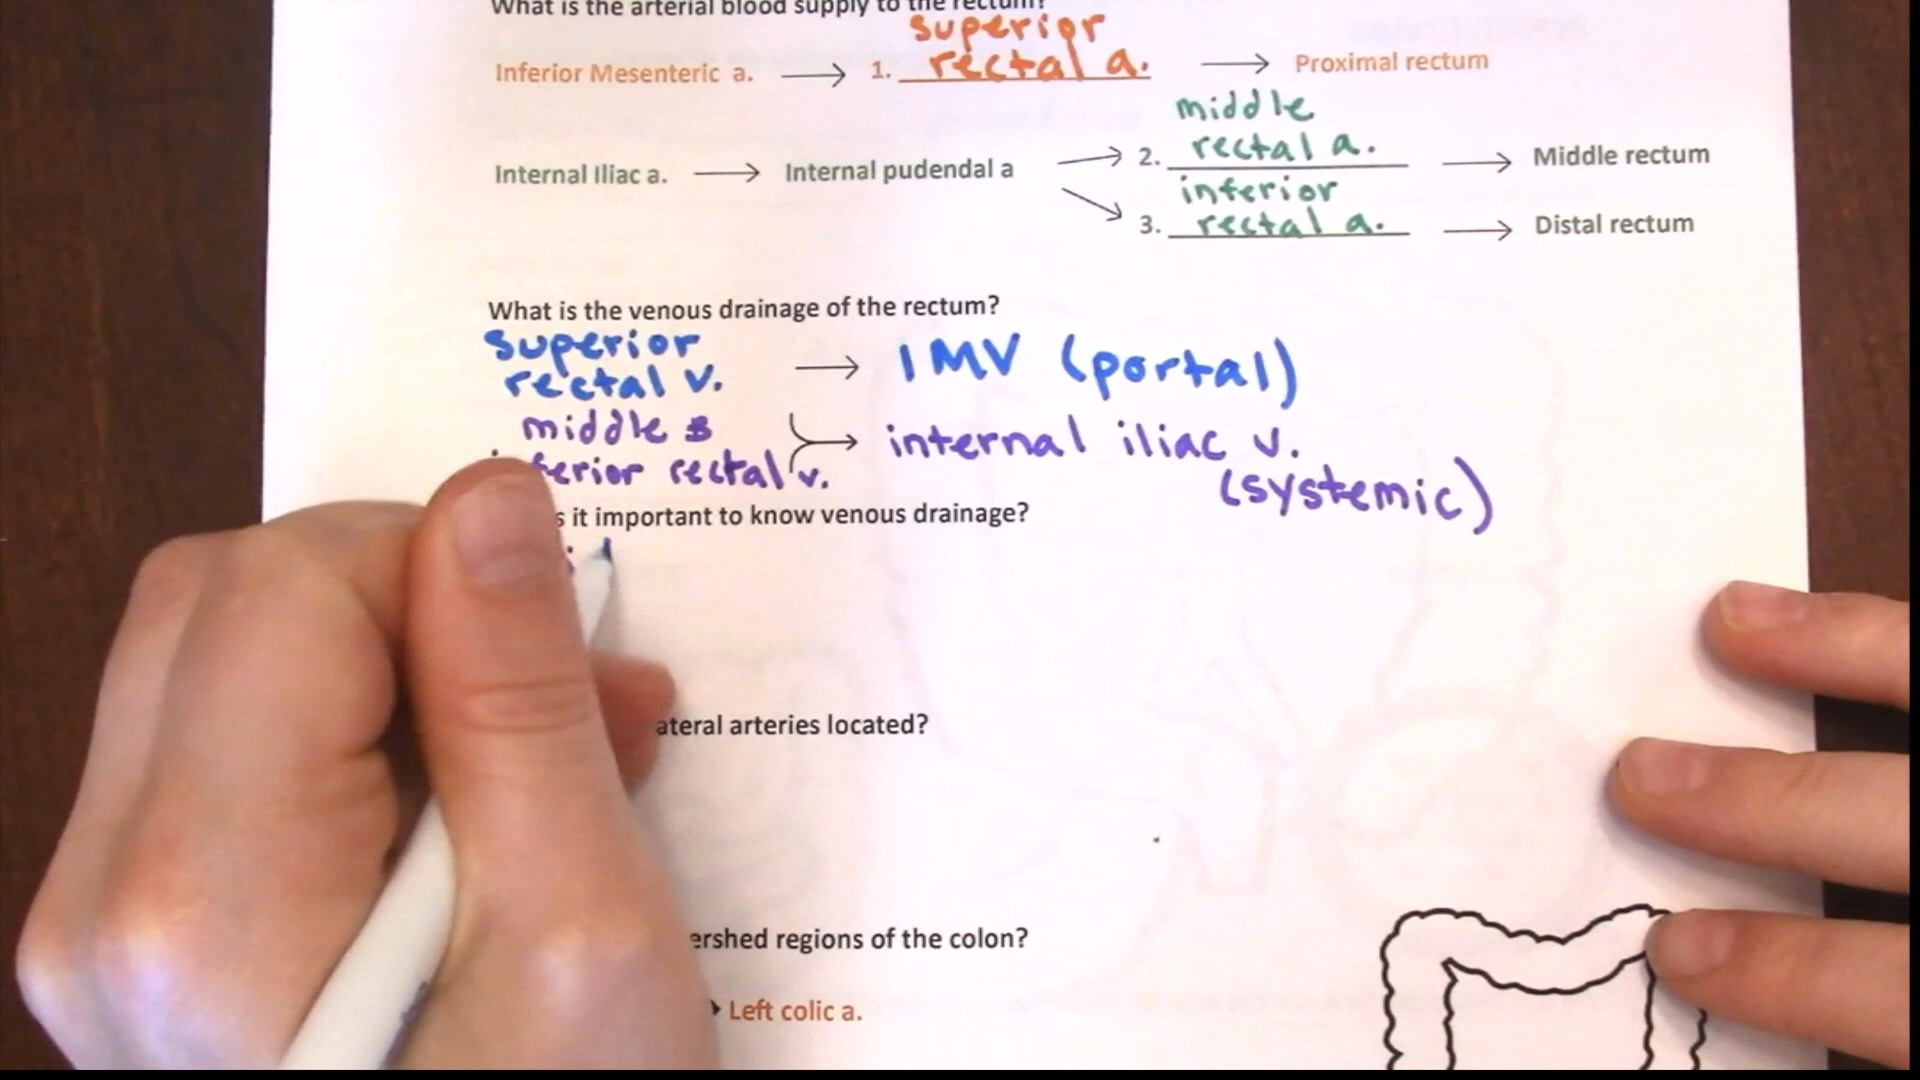 What is the arterial blood supply to the rectum?
superior
Inferior Mesenteric a. → 1. rectal a. → Proximal rectum
middle
Internal Iliac a. → Internal pudendal a → 2. rectal a. → Middle rectum
inferior
3. rectal a. → Distal rectum
What is the venous drainage of the rectum?
superior
rectal v. → IMV (portal)
middle &
→ internal iliac v.
ferior rectal v.
(systemic)
s it important to know venous drainage?
ateral arteries located?
ershed regions of the colon?
Left colic a.